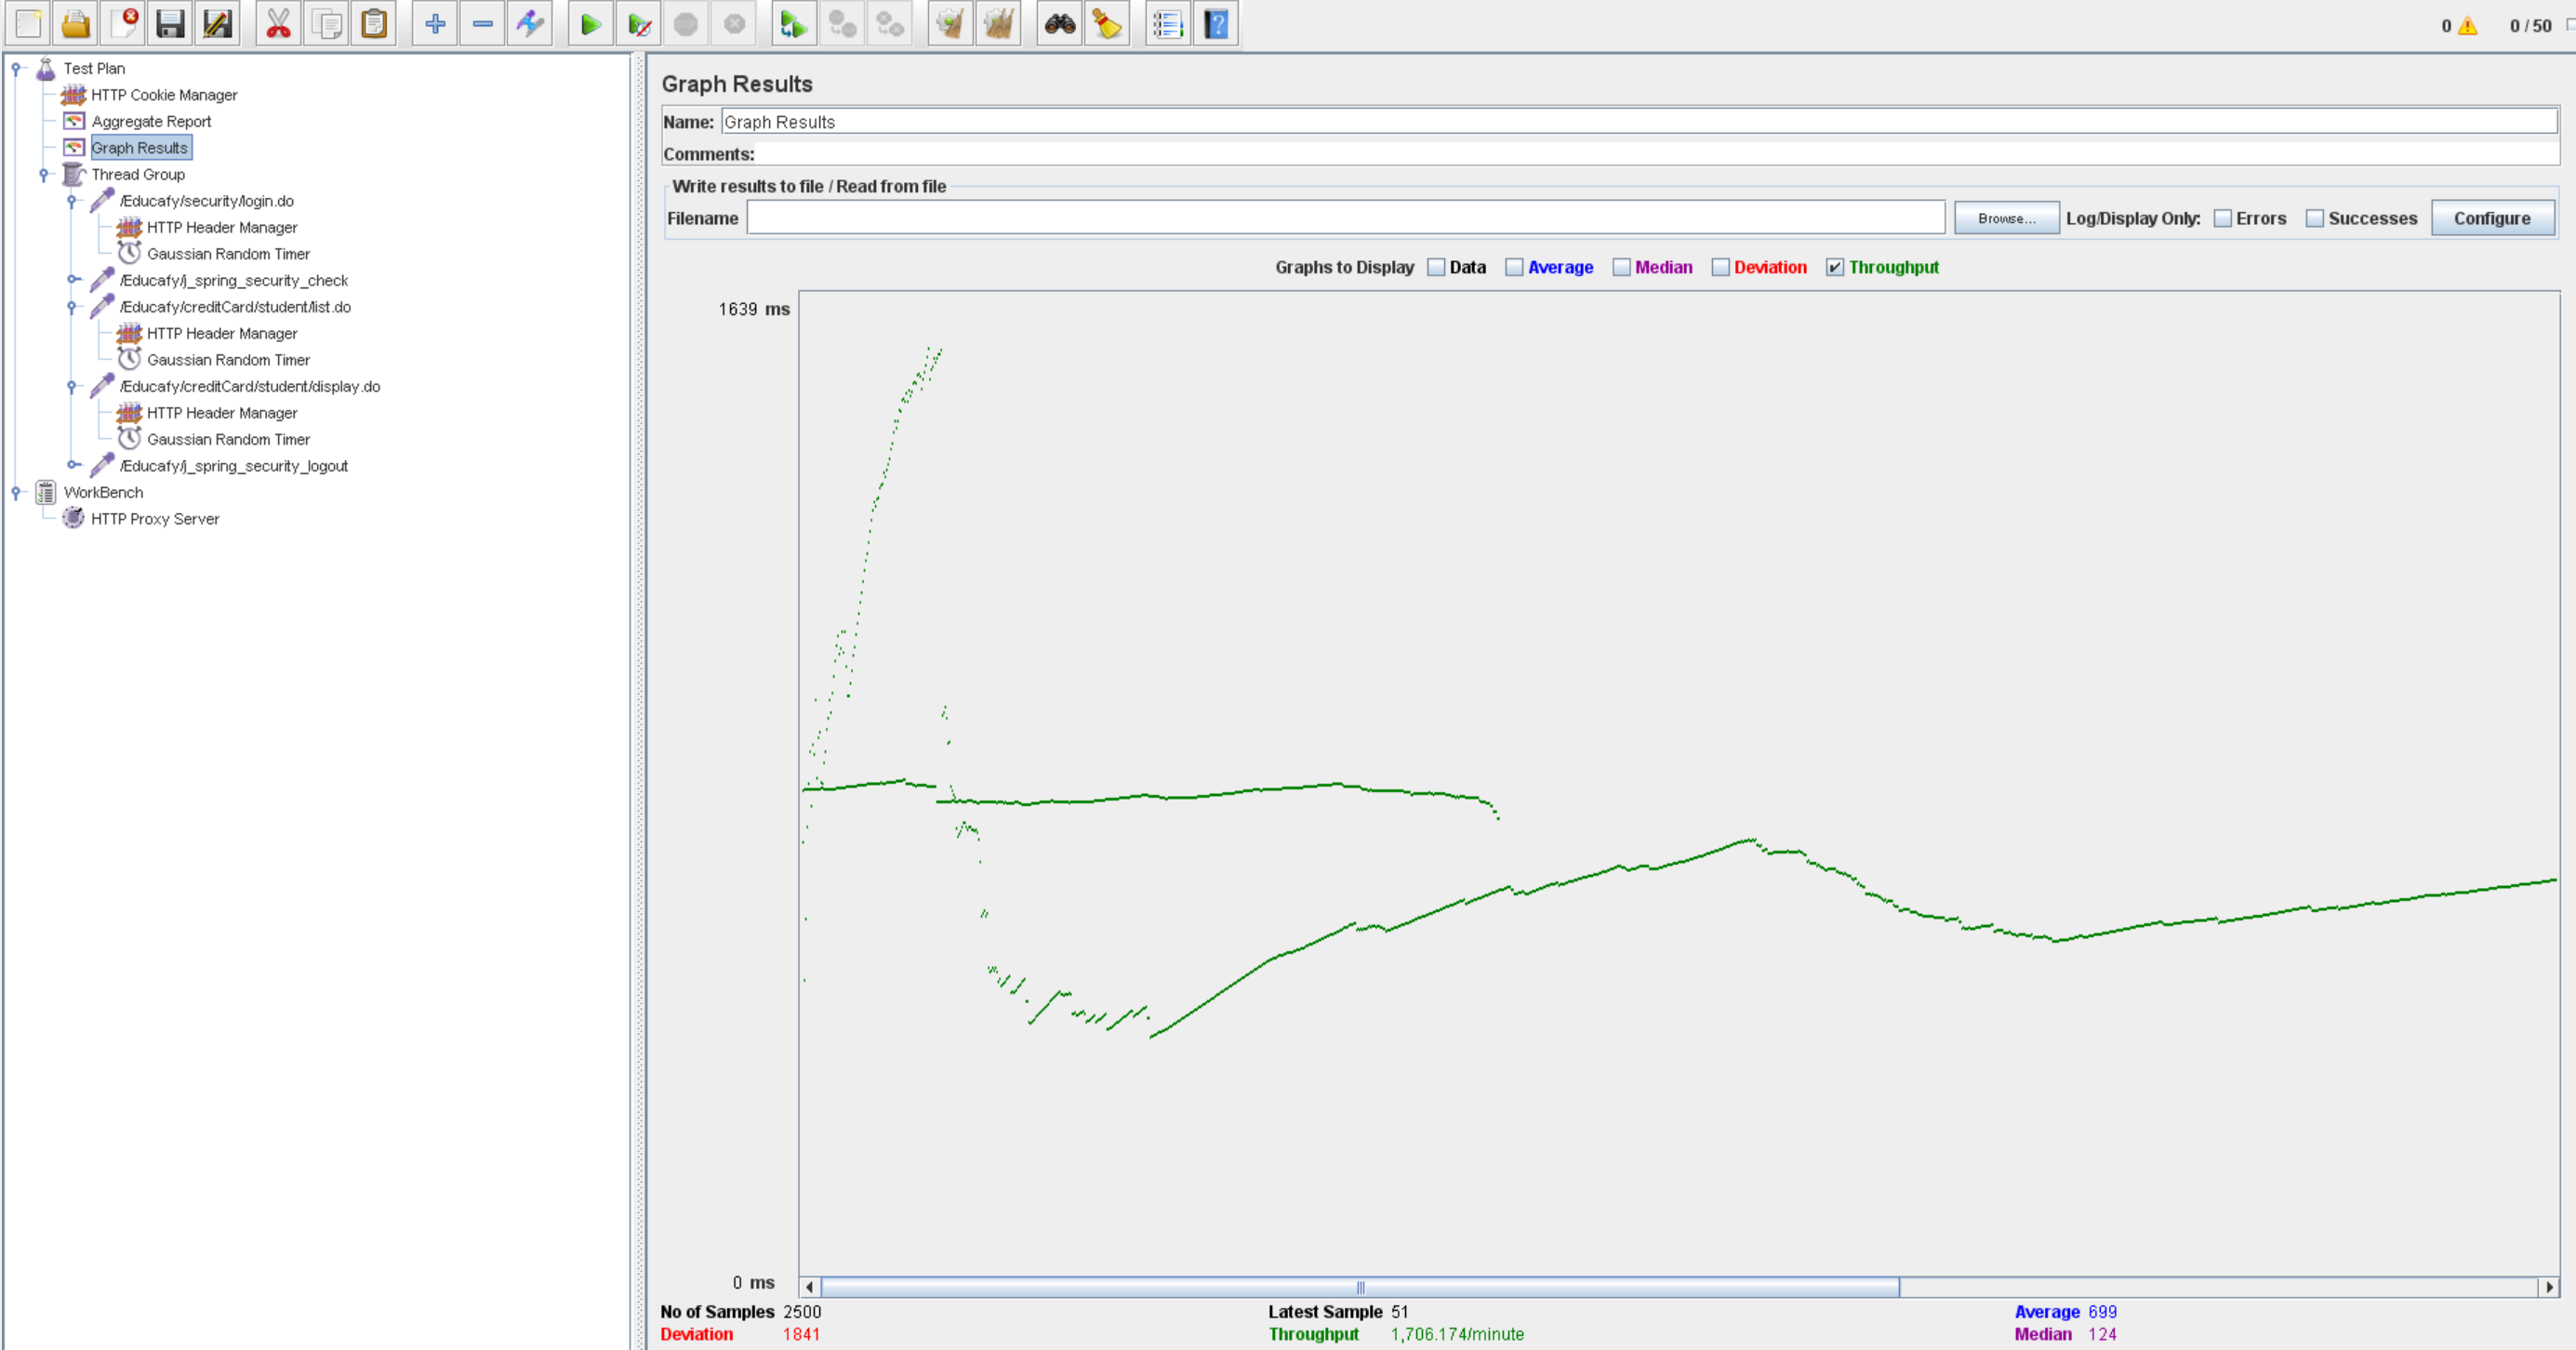 0 0 / 50
Test Plan
HTTP Cookie Manager
Aggregate Report
Graph Results
Thread Group
/Educafy/security/login.do
HTTP Header Manager
Gaussian Random Timer
/Educafy/j_spring_security_check
/Educafy/creditCard/student/list.do
HTTP Header Manager
Gaussian Random Timer
/Educafy/creditCard/student/display.do
HTTP Header Manager
Gaussian Random Timer
/Educafy/j_spring_security_logout
WorkBench
HTTP Proxy Server
Graph Results
Name: Graph Results
Comments:
Write results to file / Read from file
Filename Browse... Log/Display Only: Errors Successes Configure
Graphs to Display Data Average Median Deviation Throughput
1639 ms
0 ms
No of Samples 2500 Latest Sample 51 Average 699
Deviation 1841 Throughput 1,706.174/minute Median 124